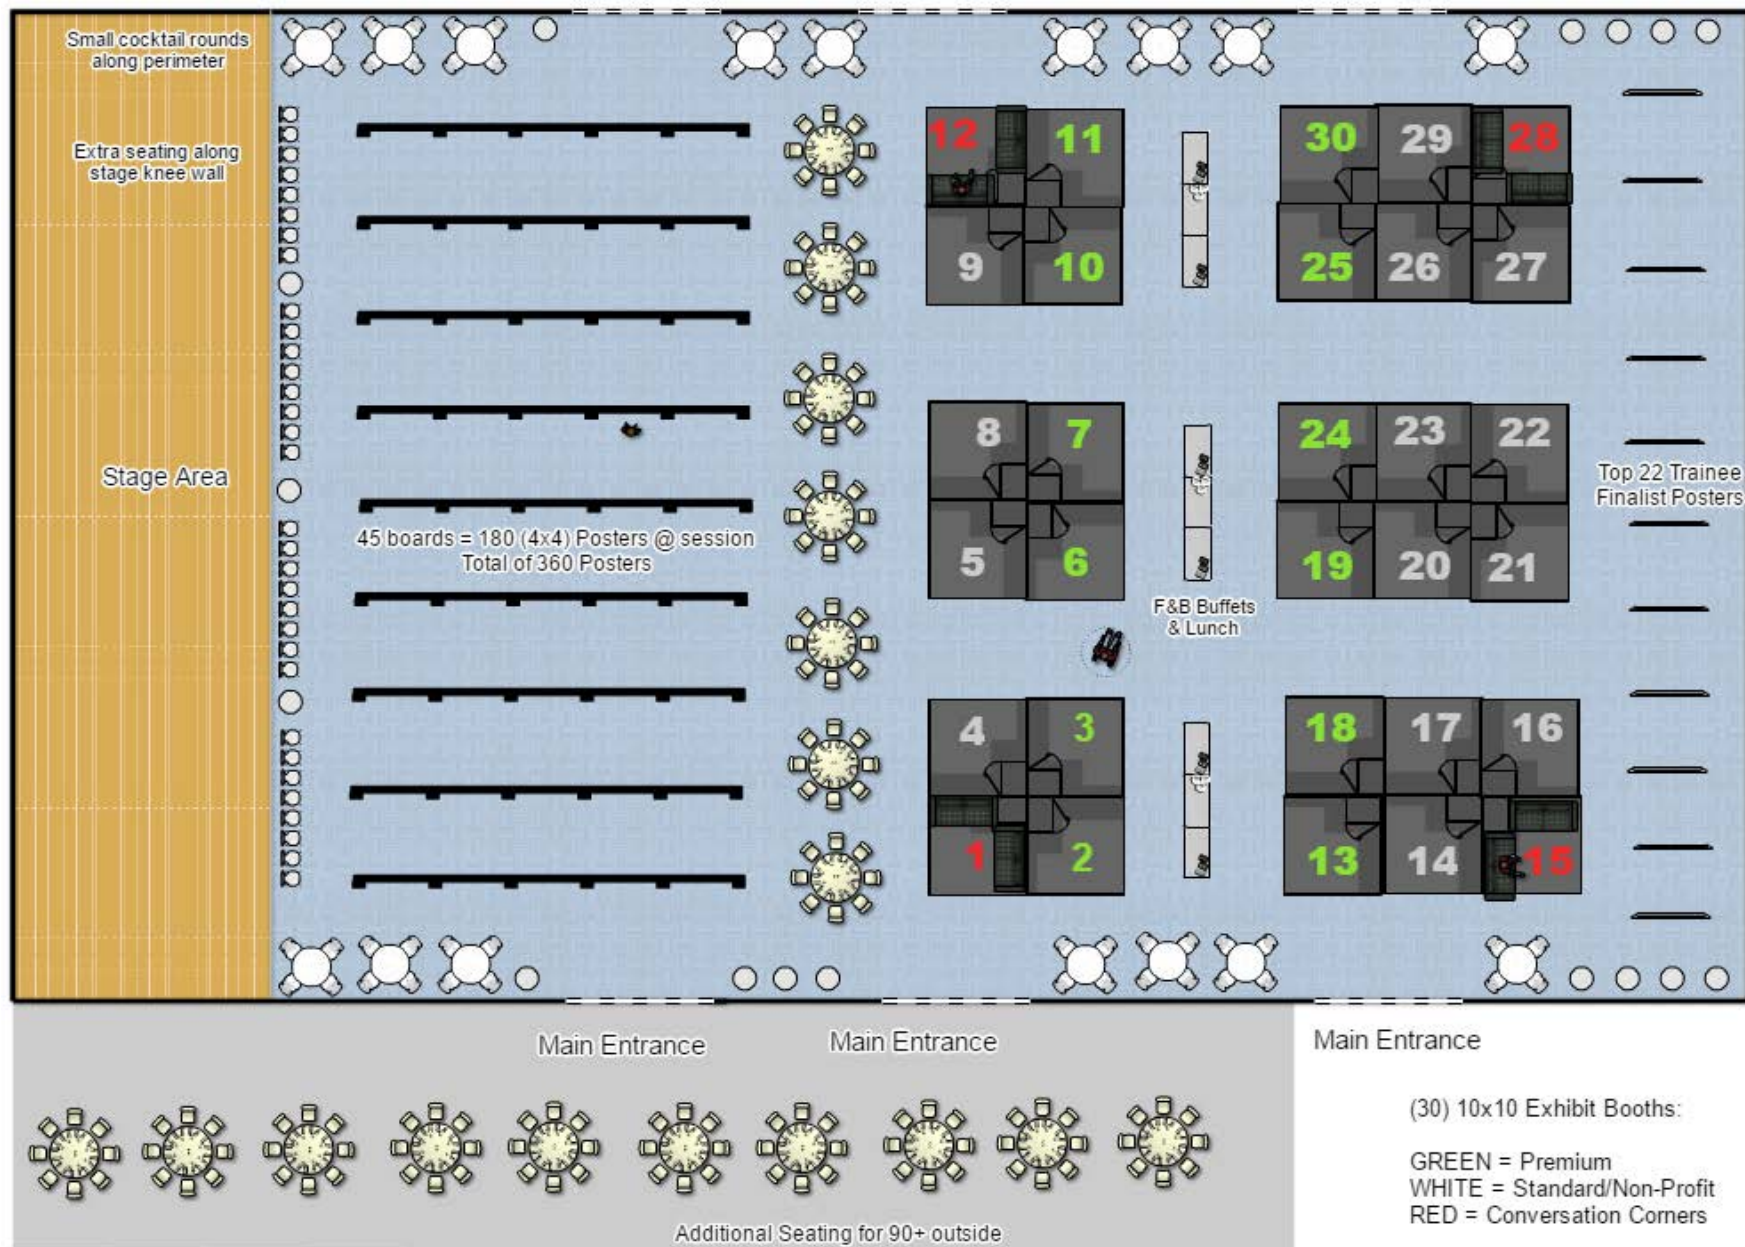 Small cocktail rounds
along perimeter
Extra seating along
stage knee wall
Stage Area
45 boards = 180 (4x4) Posters @ session
Total of 360 Posters
12
11
9
10
8
7
5
6
4
3
1
2
F&B Buffets
& Lunch
30
29
28
25
26
27
24
23
22
19
20
21
18
17
16
13
14
15
Top 22 Trainee
Finalist Posters
Main Entrance
Main Entrance
Main Entrance
Additional Seating for 90+ outside
(30) 10x10 Exhibit Booths:
GREEN = Premium
WHITE = Standard/Non-Profit
RED = Conversation Corners